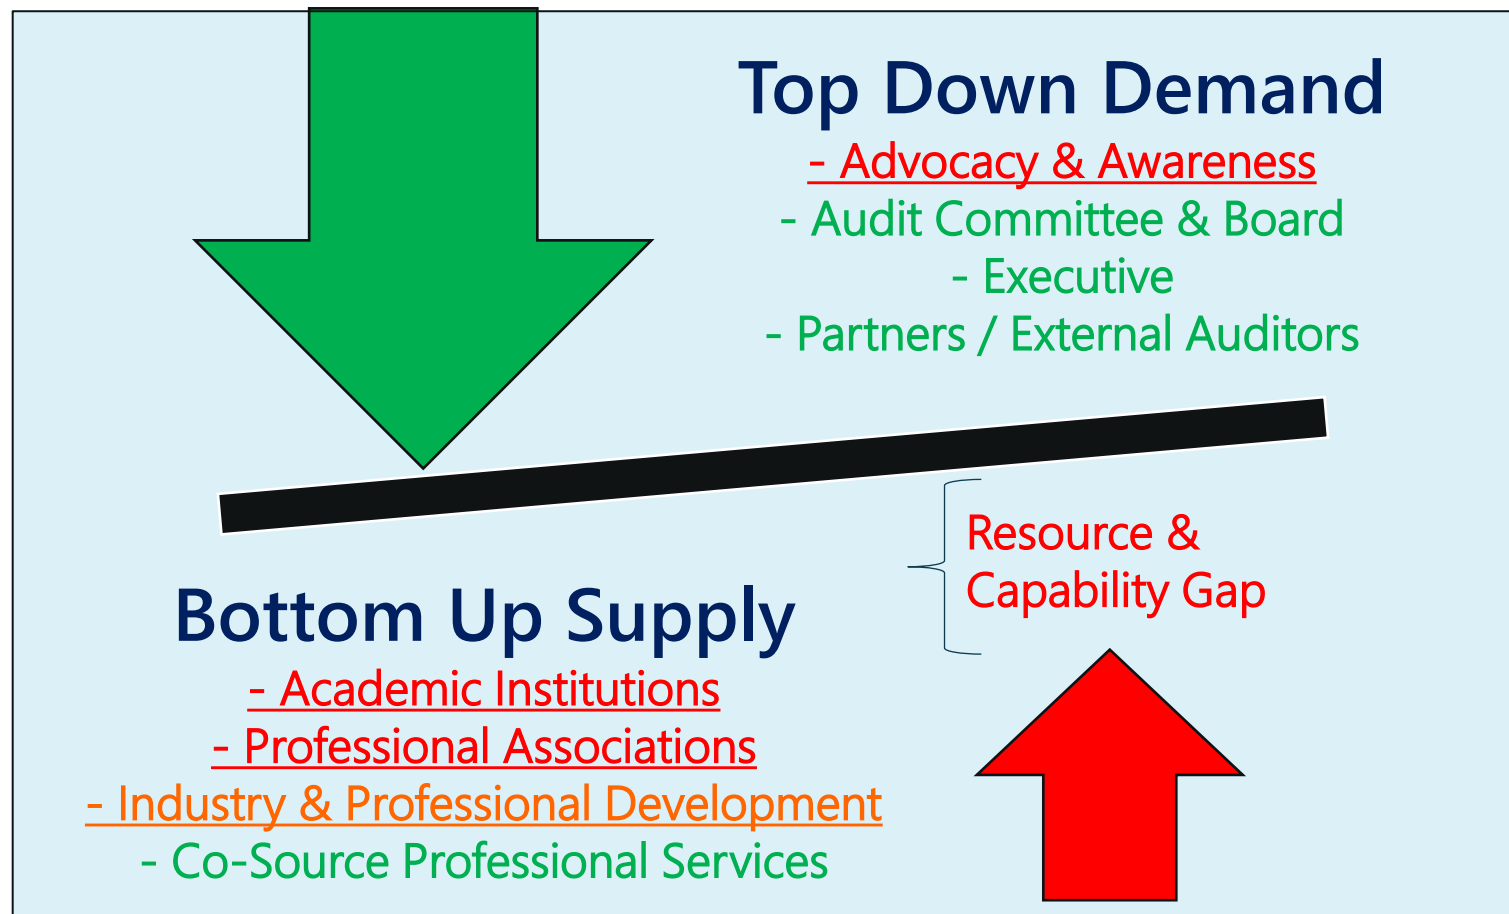 Top Down Demand
- Advocacy & Awareness
- Audit Committee & Board
- Executive
- Partners / External Auditors
Resource &
Capability Gap
Bottom Up Supply
- Academic Institutions
- Professional Associations
- Industry & Professional Development
- Co-Source Professional Services